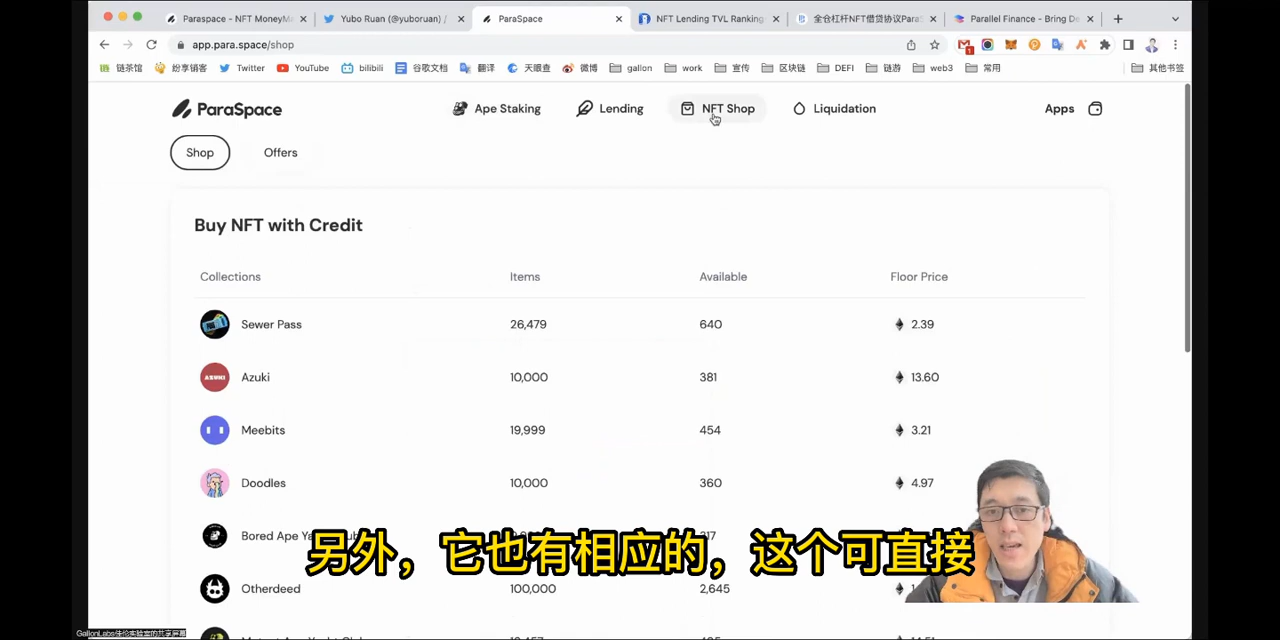 Paraspace - NFT MoneyMa
Yubo Ruan (@yuboruan) /
ParaSpace
NFT Lending TVL Ranking
全仓杠杆NFT借贷协议Para
Parallel Finance - Bring De
app.para.space/shop
链茶馆
纷享销客
Twitter
YouTube
bilibili
谷歌文档
翻译
天眼查
微博
gallon
work
宣传
区块链
DEFI
链游
web3
常用
其他书签
ParaSpace
Ape Staking
Lending
NFT Shop
Liquidation
Apps
Shop
Offers
Buy NFT with Credit
Collections Items Available Floor Price
Sewer Pass 26,479 640 2.39
AZUKI Azuki 10,000 381 13.60
Meebits 19,999 454 3.21
Doodles 10,000 360 4.97
Bored Ape Ya
另外，它也有相应的，这个可直接
Otherdeed 100,000 2,645